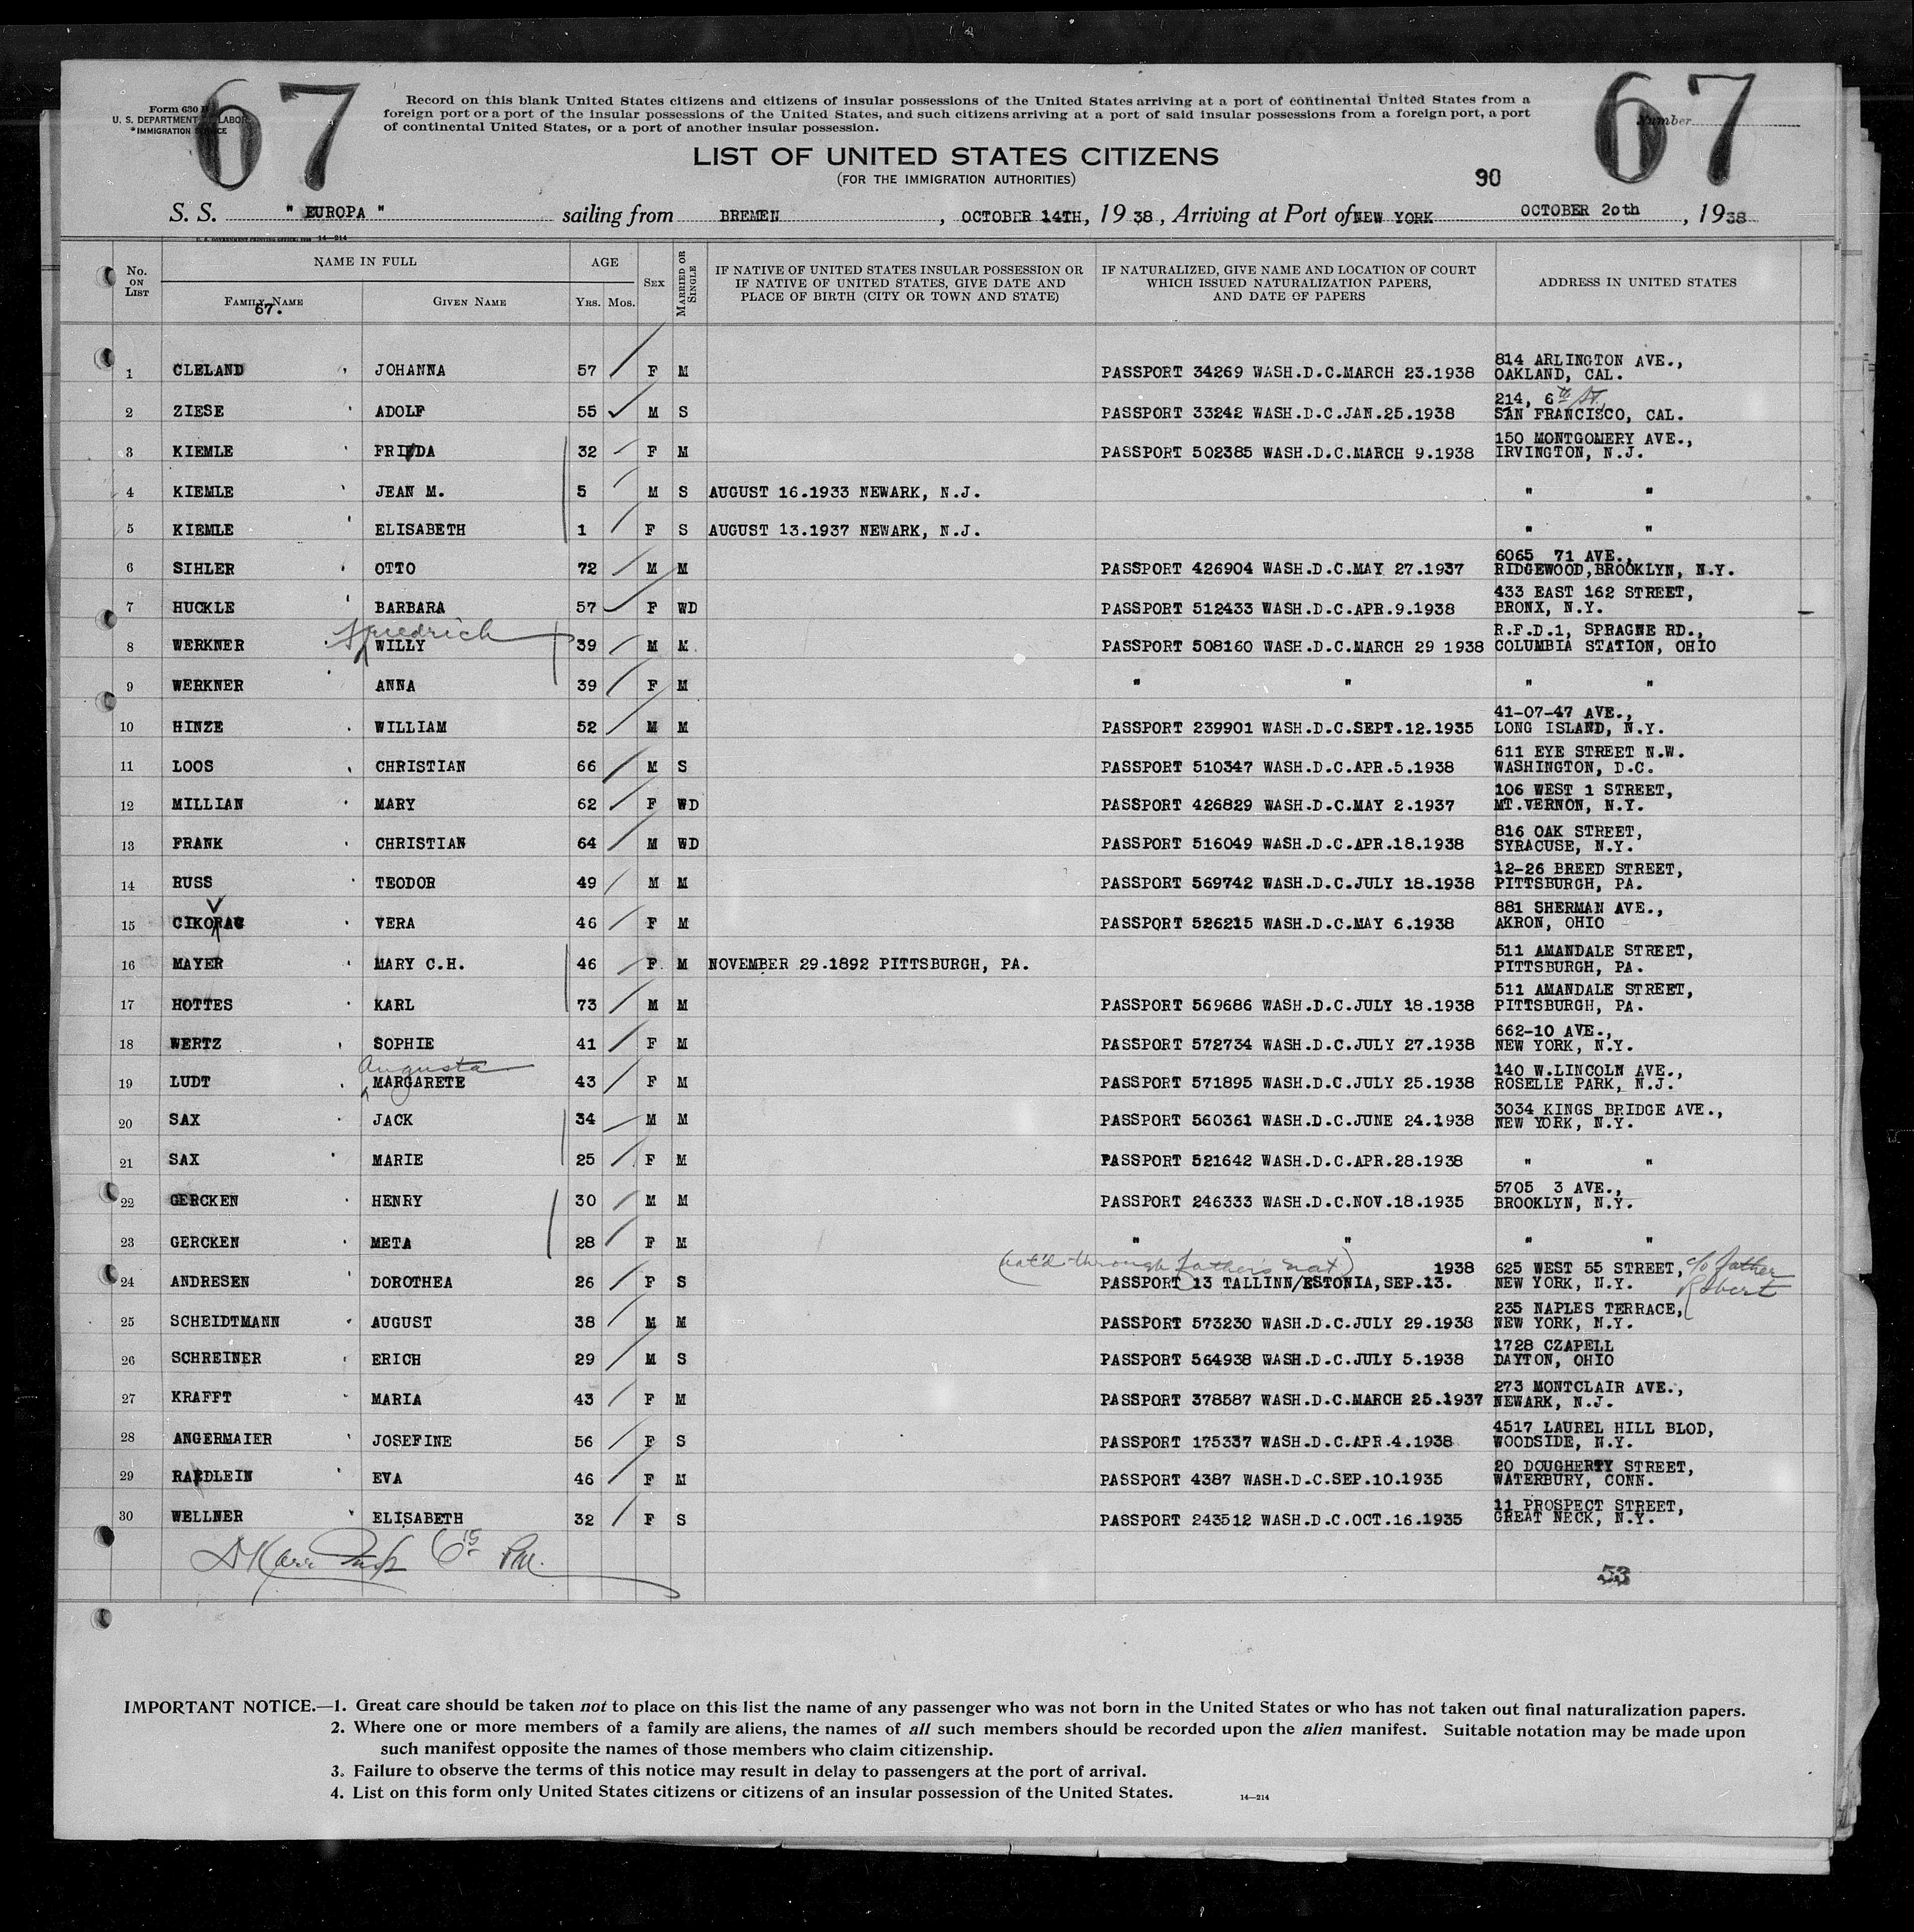 67
67
Form 630 B
U. S. DEPARTMENT OF LABOR
IMMIGRATION SERVICE
Record on this blank United States citizens and citizens of insular possessions of the United States arriving at a port of continental United States from a
foreign port or a port of the insular possessions of the United States, and such citizens arriving at a port of said insular possessions from a foreign port, a port
of continental United States, or a port of another insular possession.
Number
LIST OF UNITED STATES CITIZENS
(FOR THE IMMIGRATION AUTHORITIES)
90
S. S. " EUROPA " sailing from BREMEN , OCTOBER 14TH, 19 38, Arriving at Port of NEW YORK OCTOBER 20th , 19 38
14—214
No. ON LIST
NAME IN FULL
FAMILY NAME
67.
GIVEN NAME
AGE
YRS. MOS.
SEX
MARRIED OR SINGLE
IF NATIVE OF UNITED STATES INSULAR POSSESSION OR
IF NATIVE OF UNITED STATES, GIVE DATE AND
PLACE OF BIRTH (CITY OR TOWN AND STATE)
IF NATURALIZED, GIVE NAME AND LOCATION OF COURT
WHICH ISSUED NATURALIZATION PAPERS,
AND DATE OF PAPERS
ADDRESS IN UNITED STATES
814 ARLINGTON AVE.,
1 CLELAND JOHANNA 57 F M PASSPORT 34269 WASH.D.C.MARCH 23.1938 OAKLAND, CAL.
214, 6th St.
2 ZIESE ADOLF 55 M S PASSPORT 33242 WASH.D.C.JAN.25.1938 SAN FRANCISCO, CAL.
150 MONTGOMERY AVE.,
3 KIEMLE FRIEDA 32 F M PASSPORT 502385 WASH.D.C.MARCH 9.1938 IRVINGTON, N.J.
4 KIEMLE JEAN M. 5 M S AUGUST 16.1933 NEWARK, N.J. " "
5 KIEMLE ELISABETH 1 F S AUGUST 13.1937 NEWARK, N.J. " "
6065 71 AVE.,
6 SIHLER OTTO 72 M M PASSPORT 426904 WASH.D.C.MAY 27.1937 RIDGEWOOD,BROOKLYN, N.Y.
433 EAST 162 STREET,
7 HUCKLE BARBARA 57 F WD PASSPORT 512433 WASH.D.C.APR.9.1938 BRONX, N.Y.
Friedrich
R.F.D.1, SPRAGNE RD.,
8 WERKNER WILLY 39 M M PASSPORT 508160 WASH.D.C.MARCH 29 1938 COLUMBIA STATION, OHIO
9 WERKNER ANNA 39 F M " " " "
41-07-47 AVE.,
10 HINZE WILLIAM 52 M M PASSPORT 239901 WASH.D.C.SEPT.12.1935 LONG ISLAND, N.Y.
611 EYE STREET N.W.
11 LOOS CHRISTIAN 66 M S PASSPORT 510347 WASH.D.C.APR.5.1938 WASHINGTON, D.C.
106 WEST 1 STREET,
12 MILLIAN MARY 62 F WD PASSPORT 426829 WASH.D.C.MAY 2.1937 MT.VERNON, N.Y.
816 OAK STREET,
13 FRANK CHRISTIAN 64 M WD PASSPORT 516049 WASH.D.C.APR.18.1938 SYRACUSE, N.Y.
12-26 BREED STREET,
14 RUSS TEODOR 49 M M PASSPORT 569742 WASH.D.C.JULY 18.1938 PITTSBURGH, PA.
881 SHERMAN AVE.,
15 VERA 46 F M PASSPORT 526215 WASH.D.C.MAY 6.1938 AKRON, OHIO
511 AMANDALE STREET,
16 MAYER MARY C.H. 46 F M NOVEMBER 29.1892 PITTSBURGH, PA. PITTSBURGH, PA.
511 AMANDALE STREET,
17 HOTTES KARL 73 M M PASSPORT 569686 WASH.D.C.JULY 18.1938 PITTSBURGH, PA.
662-10 AVE.,
18 WERTZ SOPHIE 41 F M PASSPORT 572734 WASH.D.C.JULY 27.1938 NEW YORK, N.Y.
Augusta
140 W.LINCOLN AVE.,
19 LUDT MARGARETE 43 F M PASSPORT 571895 WASH.D.C.JULY 25.1938 ROSELLE PARK, N.J.
3034 KINGS BRIDGE AVE.,
20 SAX JACK 34 M M PASSPORT 560361 WASH.D.C.JUNE 24.1938 NEW YORK, N.Y.
21 SAX MARIE 25 F M PASSPORT 521642 WASH.D.C.APR.28.1938 " "
5705 3 AVE.,
22 GERCKEN HENRY 30 M M PASSPORT 246333 WASH.D.C.NOV.18.1935 BROOKLYN, N.Y.
23 GERCKEN META 28 F M " " " "
(nat'd through father's nat)
1938 625 WEST 55 STREET, c/o father
24 ANDRESEN DOROTHEA 26 F S PASSPORT 13 TALLINN/ESTONIA,SEP.13. NEW YORK, N.Y. Robert
235 NAPLES TERRACE,
25 SCHEIDTMANN AUGUST 38 M M PASSPORT 573230 WASH.D.C.JULY 29.1938 NEW YORK, N.Y.
1728 CZAPELL
26 SCHREINER ERICH 29 M S PASSPORT 564938 WASH.D.C.JULY 5.1938 DAYTON, OHIO
273 MONTCLAIR AVE.,
27 KRAFFT MARIA 43 F M PASSPORT 378587 WASH.D.C.MARCH 25.1937 NEWARK, N.J.
4517 LAUREL HILL BLOD,
28 ANGERMAIER JOSEFINE 56 F S PASSPORT 175337 WASH.D.C.APR.4.1938 WOODSIDE, N.Y.
20 DOUGHERTY STREET,
29 RAEDLEIN EVA 46 F M PASSPORT 4387 WASH.D.C.SEP.10.1935 WATERBURY, CONN.
11 PROSPECT STREET,
30 WELLNER ELISABETH 32 F S PASSPORT 243512 WASH.D.C.OCT.16.1935 GREAT NECK, N.Y.
6 15 PM.
53
IMPORTANT NOTICE.—1. Great care should be taken not to place on this list the name of any passenger who was not born in the United States or who has not taken out final naturalization papers.
2. Where one or more members of a family are aliens, the names of all such members should be recorded upon the alien manifest. Suitable notation may be made upon
such manifest opposite the names of those members who claim citizenship.
3. Failure to observe the terms of this notice may result in delay to passengers at the port of arrival.
4. List on this form only United States citizens or citizens of an insular possession of the United States.
14—214